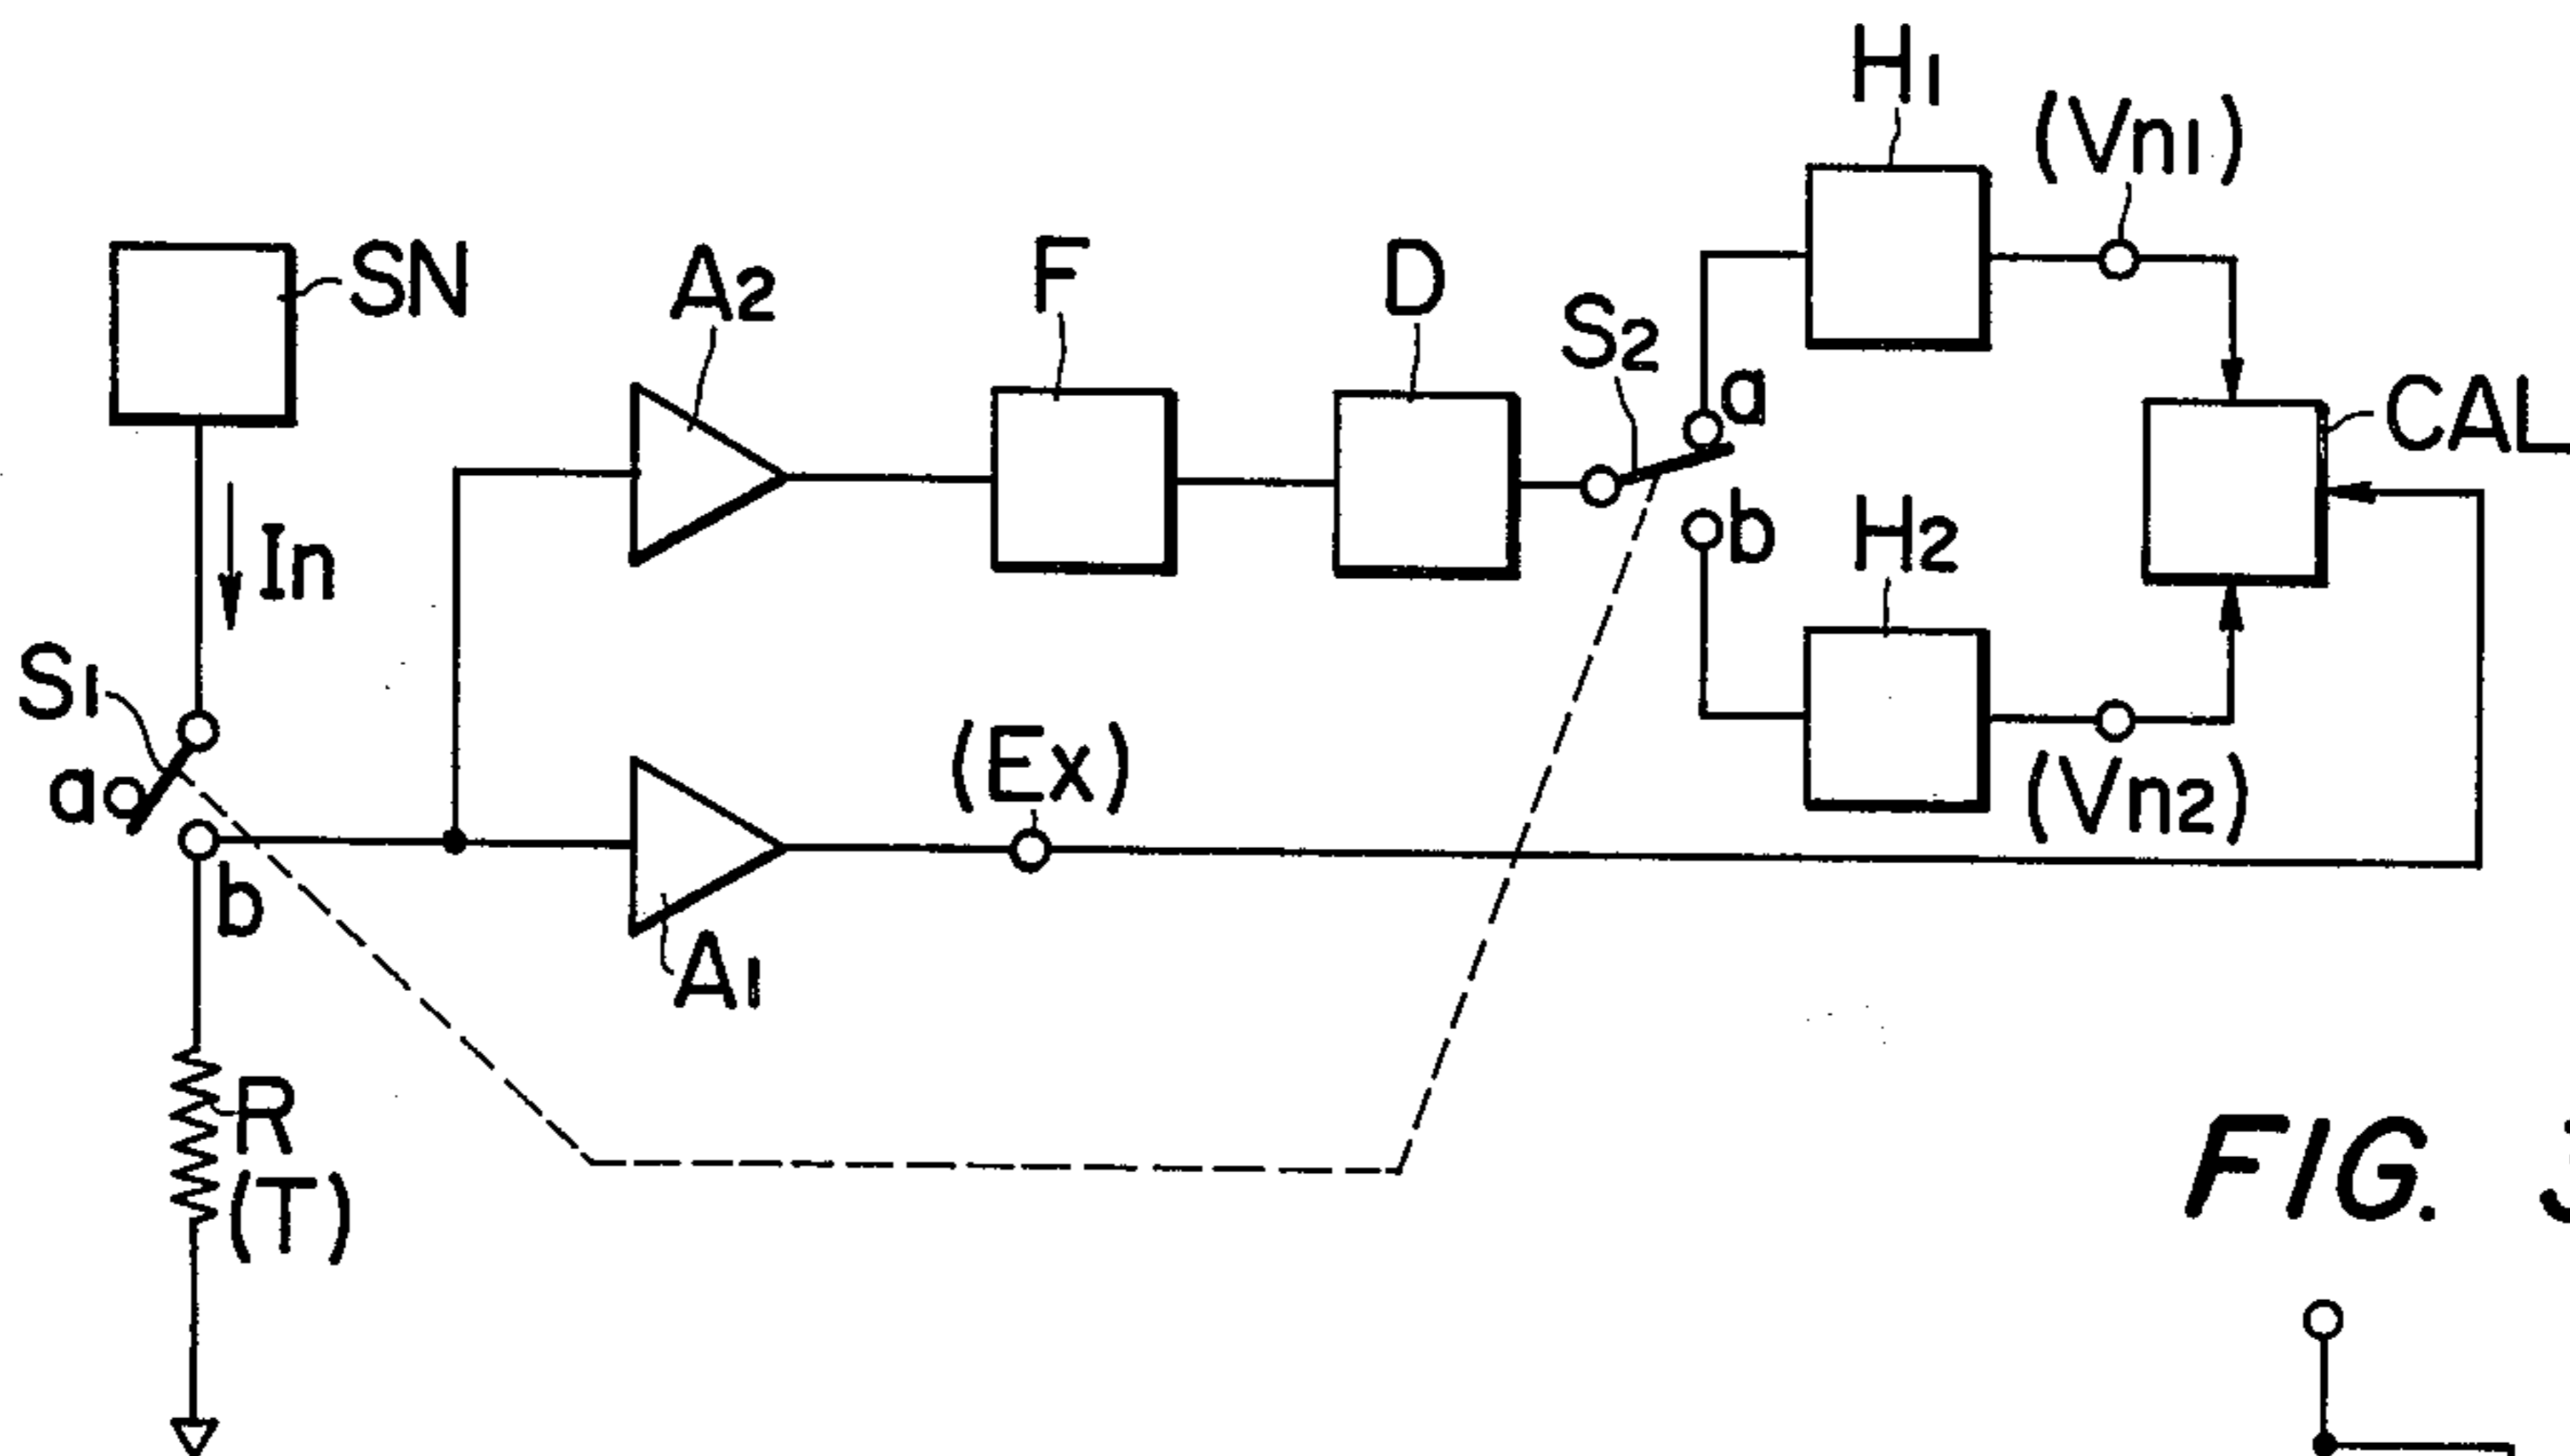 H1
(Vn1)
SN
A2
F
D
S2
a
CAL
In
b
H2
S1
a
(Ex)
(Vn2)
b
A1
R
(T)
FIG.